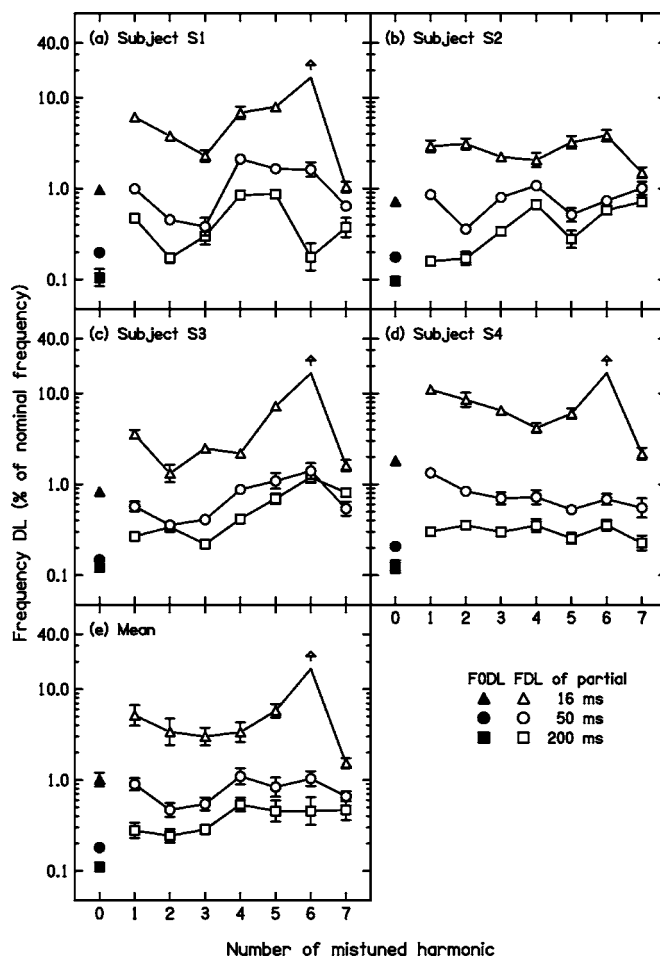 (a) Subject S1
(b) Subject S2
40.0
10.0
1.0
0.1
(c) Subject S3
(d) Subject S4
40.0
10.0
1.0
0.1
0 1 2 3 4 5 6 7
(e) Mean
40.0
10.0
1.0
0.1
0 1 2 3 4 5 6 7
Frequency DL (% of nominal frequency)
Number of mistuned harmonic
F0DL FDL of partial
16 ms
50 ms
200 ms